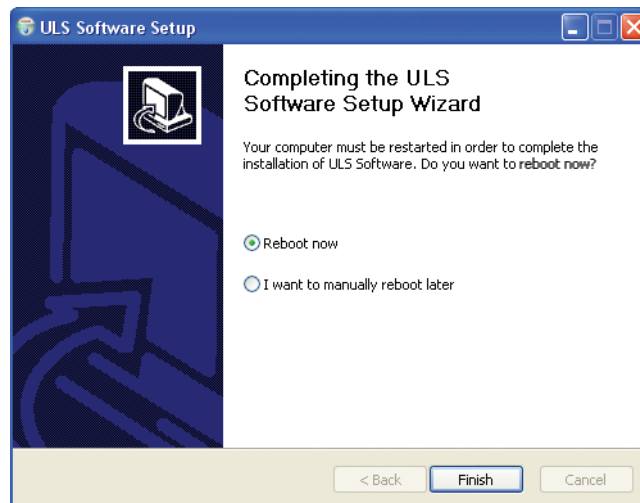 ULS Software Setup
Completing the ULS
Software Setup Wizard
Your computer must be restarted in order to complete the
installation of ULS Software. Do you want to reboot now?
Reboot now
I want to manually reboot later
< Back
Finish
Cancel